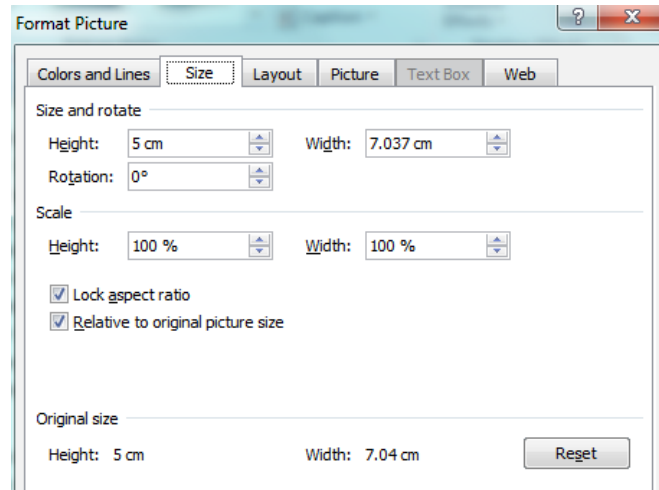 Format Picture
?
X
Colors and Lines Size Layout Picture Text Box Web
Size and rotate
Height: 5 cm Width: 7.037 cm
Rotation: 0°
Scale
Height: 100 % Width: 100 %
Lock aspect ratio
Relative to original picture size
Original size
Height: 5 cm Width: 7.04 cm Reset